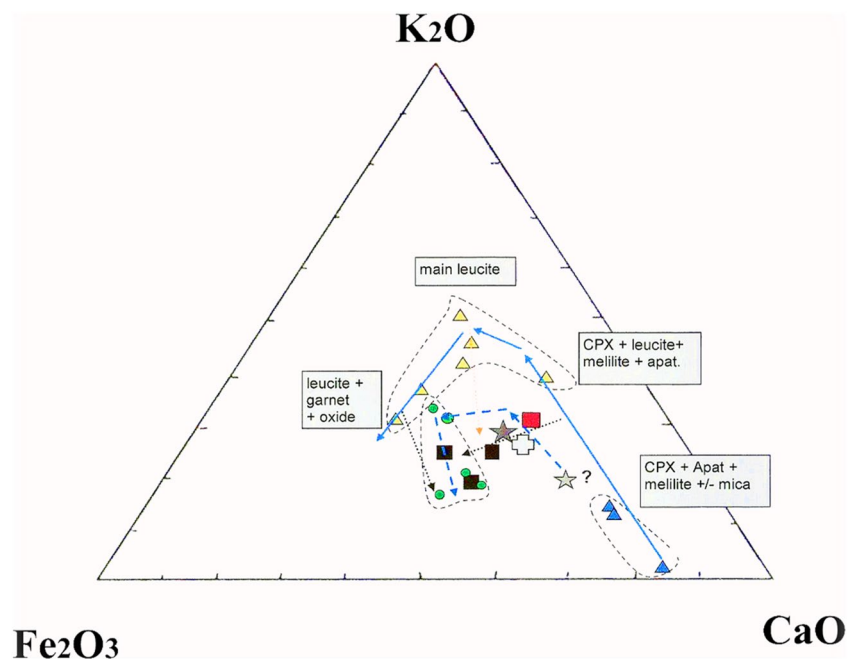 K2O
main leucite
CPX + leucite+
melilite + apat.
leucite +
garnet
+ oxide
?
CPX + Apat +
melilite +/- mica
Fe2O3
CaO